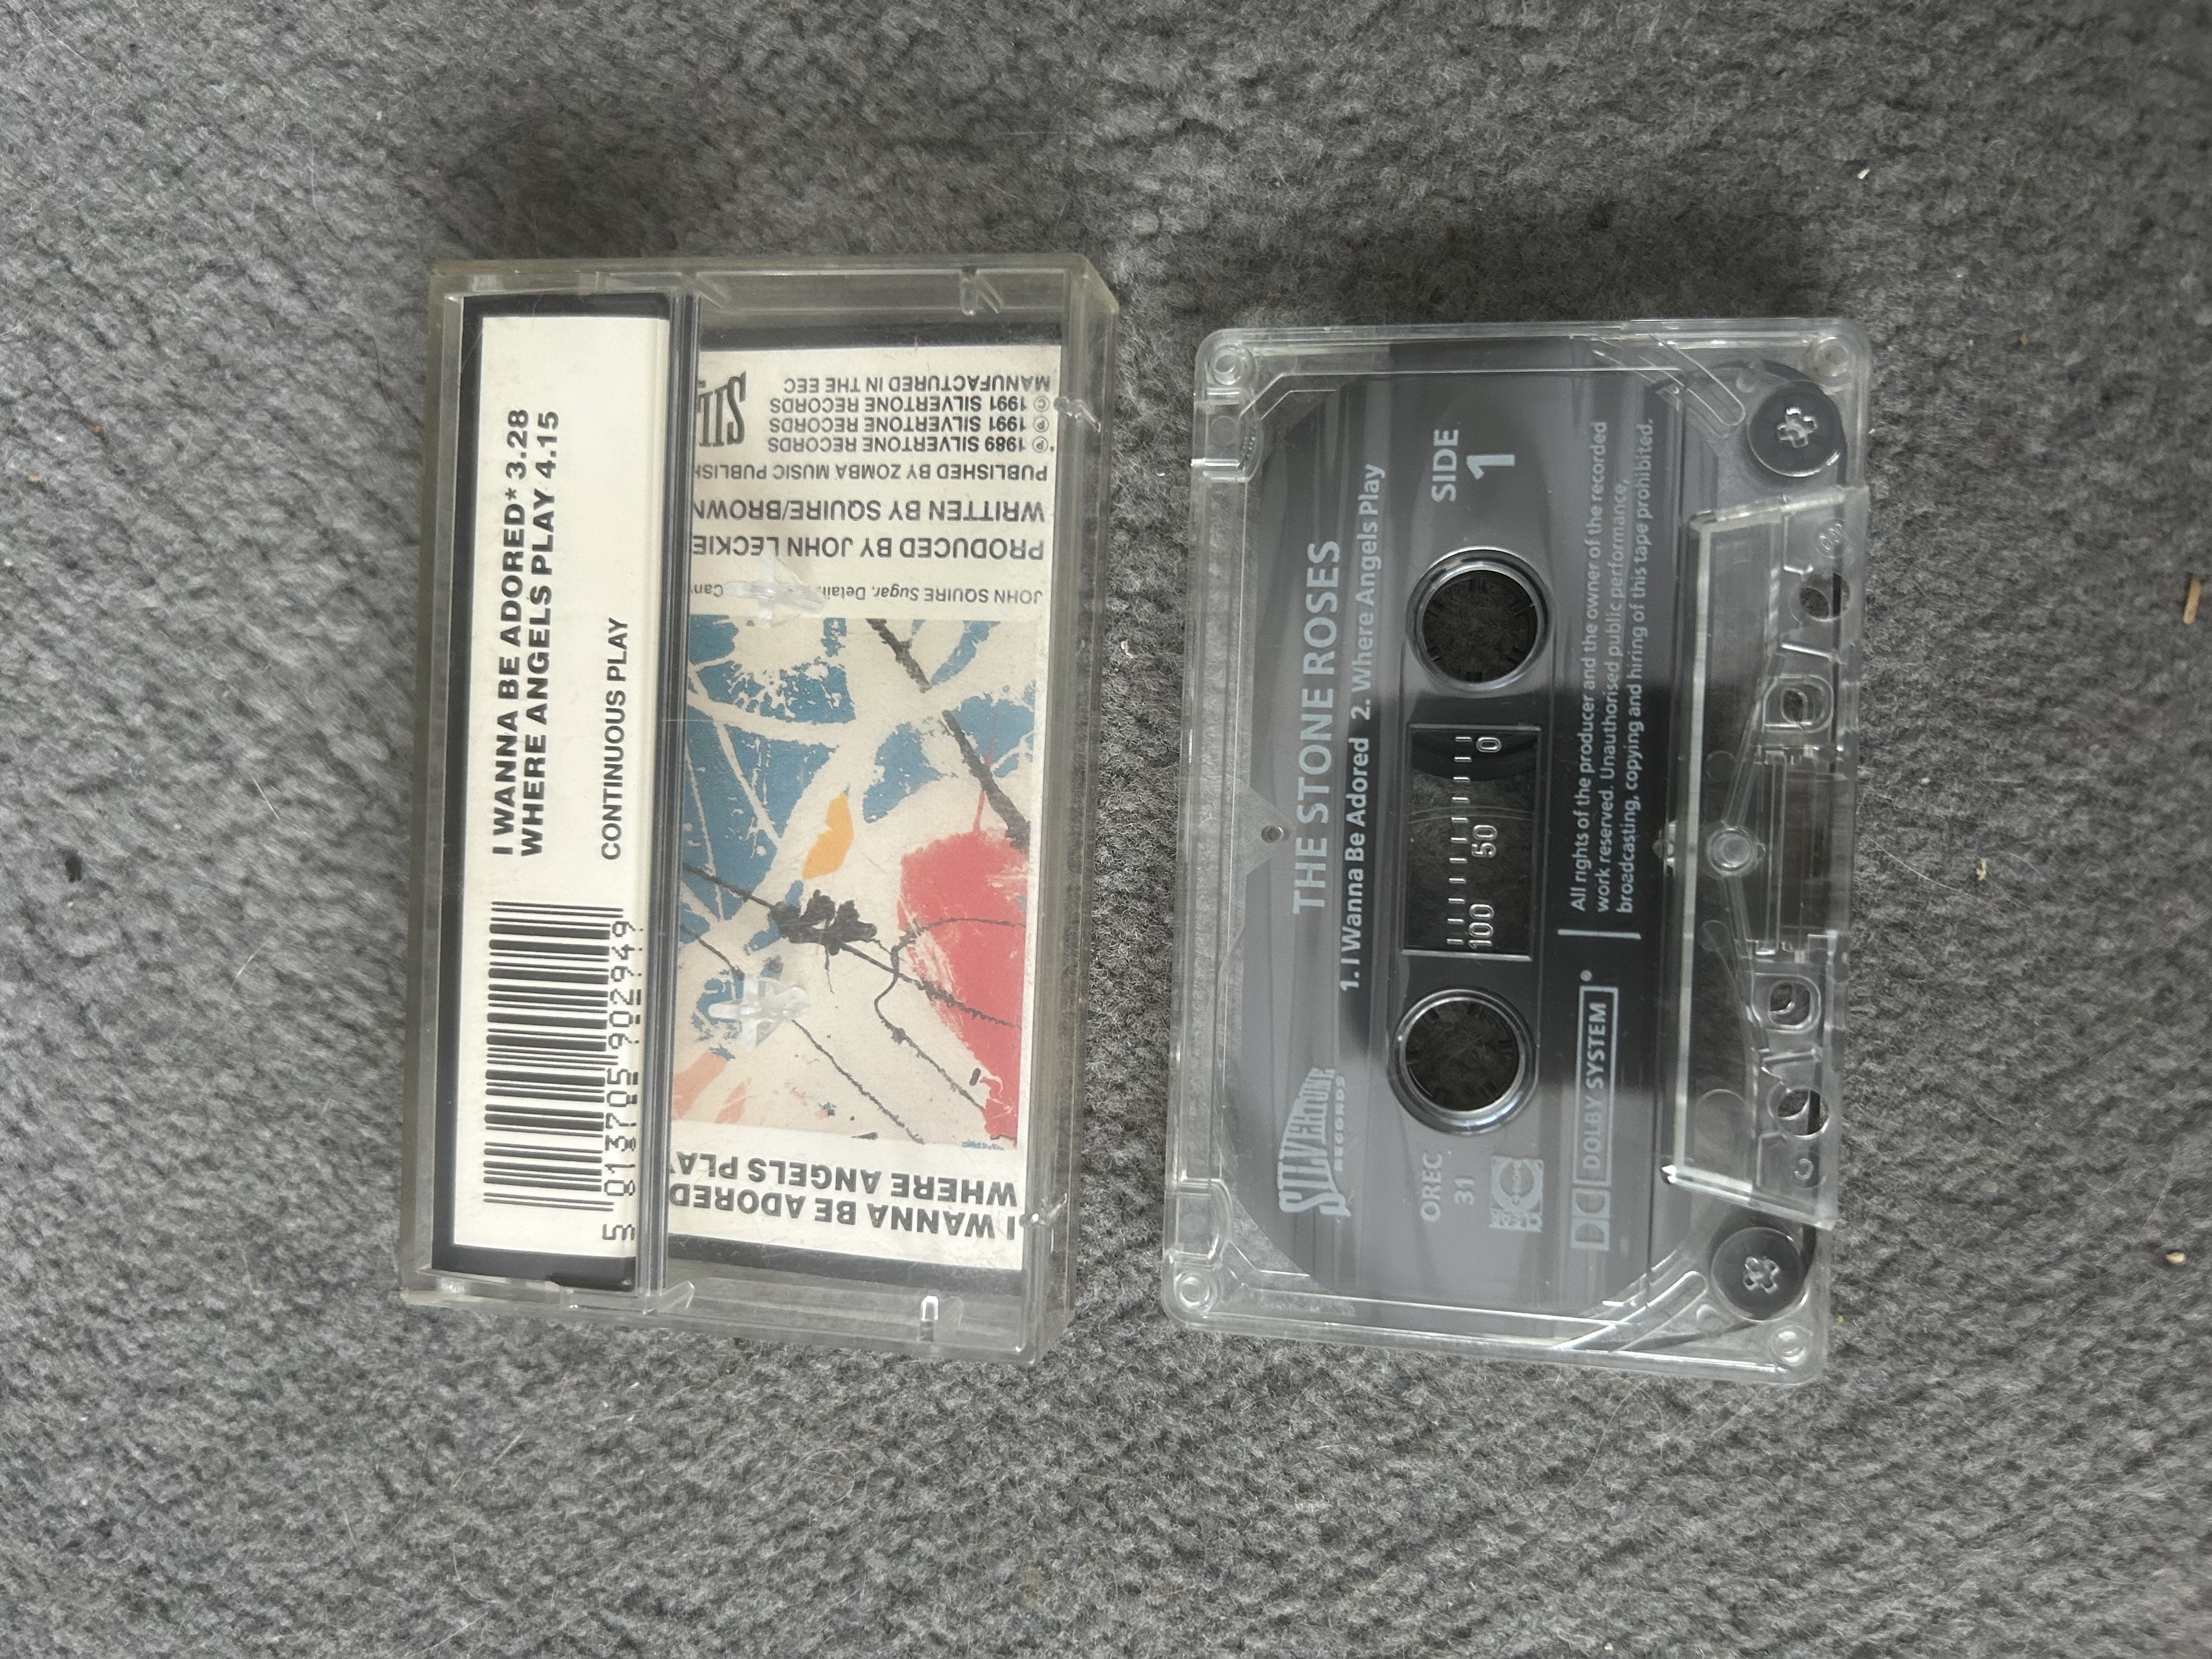 I WANNA BE ADORED* 3.28
WHERE ANGELS PLAY 4.15
CONTINUOUS PLAY
5 013705 902949
I WANNA BE ADORED
WHERE ANGELS PLAY
JOHN SQUIRE Sugar. Detail.
PRODUCED BY JOHN LECKIE
WRITTEN BY SQUIRE/BROWN
PUBLISHED BY ZOMBA MUSIC
*℗ 1989 SILVERTONE RECORDS
℗ 1991 SILVERTONE RECORDS
© 1991 SILVERTONE RECORDS
MANUFACTURED IN THE EEC
SILVERTONE
RECORDS
THE STONE ROSES
1. I Wanna Be Adored 2. Where Angels Play
OREC
31
SIDE
1
100 50 0
DOLBY SYSTEM®
All rights of the producer and the owner of the recorded
work reserved. Unauthorised public performance,
broadcasting, copying and hiring of this tape prohibited.